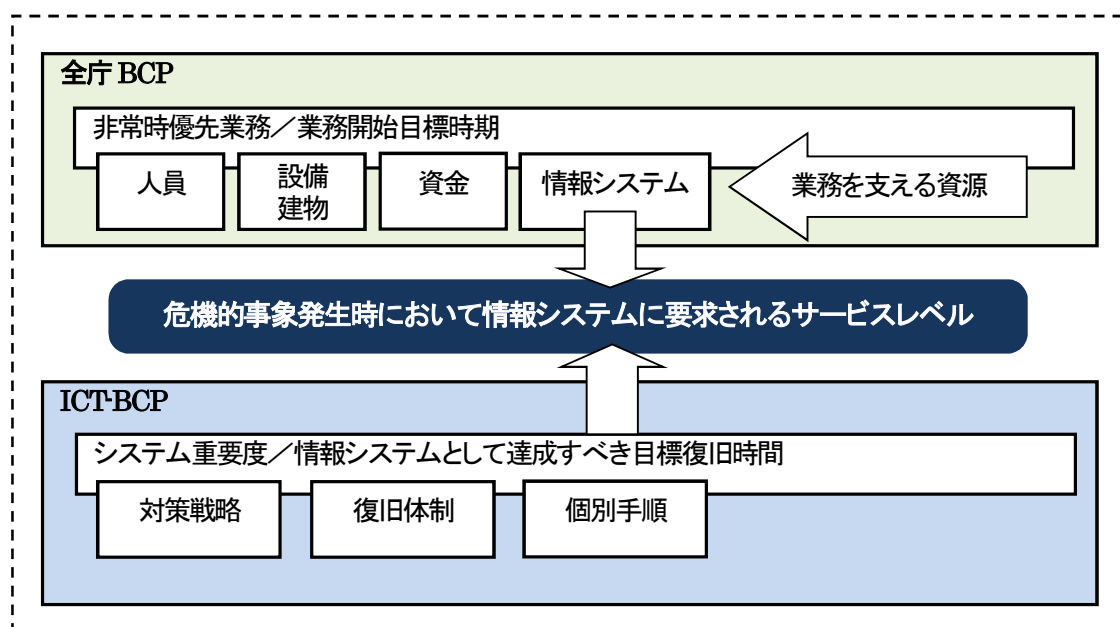 全庁 BCP
非常時優先業務／業務開始目標時期
人員
設備
建物
資金
情報システム
業務を支える資源
危機的事象発生時において情報システムに要求されるサービスレベル
ICT-BCP
システム重要度／情報システムとして達成すべき目標復旧時間
対策戦略
復旧体制
個別手順